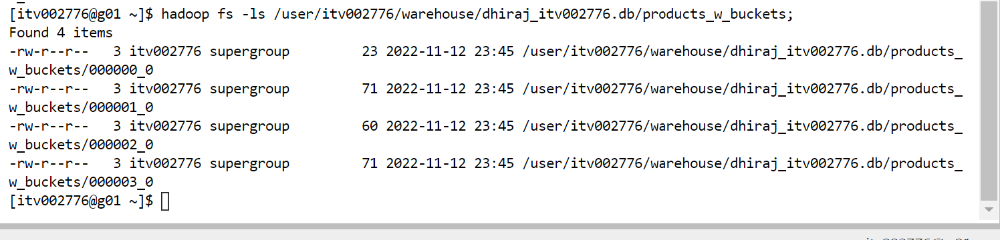 [itv002776@g01 ~]$ hadoop fs -ls /user/itv002776/warehouse/dhiraj_itv002776.db/products_w_buckets;
Found 4 items
-rw-r--r--   3 itv002776 supergroup         23 2022-11-12 23:45 /user/itv002776/warehouse/dhiraj_itv002776.db/products_
w_buckets/000000_0
-rw-r--r--   3 itv002776 supergroup         71 2022-11-12 23:45 /user/itv002776/warehouse/dhiraj_itv002776.db/products_
w_buckets/000001_0
-rw-r--r--   3 itv002776 supergroup         60 2022-11-12 23:45 /user/itv002776/warehouse/dhiraj_itv002776.db/products_
w_buckets/000002_0
-rw-r--r--   3 itv002776 supergroup         71 2022-11-12 23:45 /user/itv002776/warehouse/dhiraj_itv002776.db/products_
w_buckets/000003_0
[itv002776@g01 ~]$